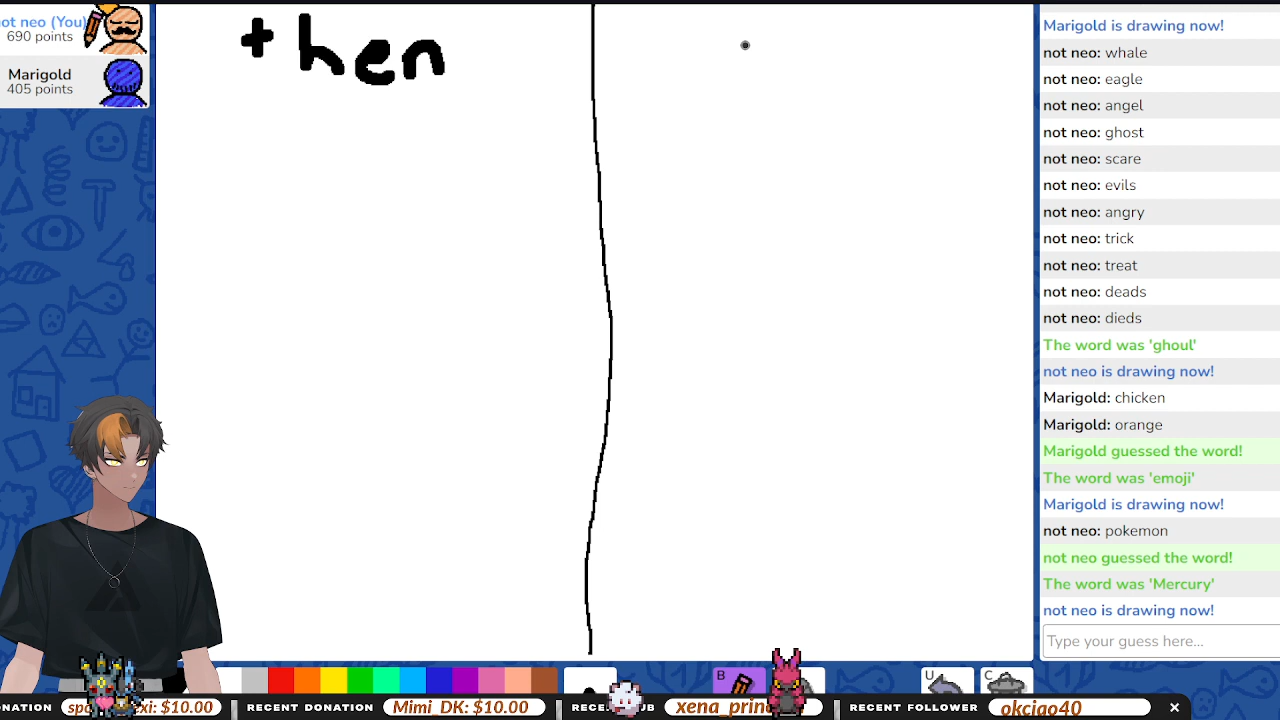 not neo (You)
690 points
Marigold
405 points
then
Marigold is drawing now!
not neo: whale
not neo: eagle
not neo: angel
not neo: ghost
not neo: scare
not neo: evils
not neo: angry
not neo: trick
not neo: treat
not neo: deads
not neo: dieds
The word was 'ghoul'
not neo is drawing now!
Marigold: chicken
Marigold: orange
Marigold guessed the word!
The word was 'emoji'
Marigold is drawing now!
not neo: pokemon
not neo guessed the word!
The word was 'Mercury'
not neo is drawing now!
Type your guess here...
B
U
C
$10.00 RECENT DONATION Mimi_DK: $10.00 RECENT FOLLOWER okciao40